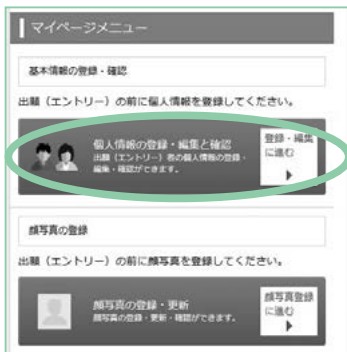 マイページメニュー
基本情報の登録・確認
出願（エントリー）の前に個人情報を登録してください。
個人情報の登録・編集と確認
出願（エントリー）者の個人情報の登録・
編集・確認ができます。
登録・編集
に進む
顔写真の登録
出願（エントリー）の前に顔写真を登録してください。
顔写真の登録・更新
顔写真の登録・更新・確認ができます。
顔写真登録
に進む